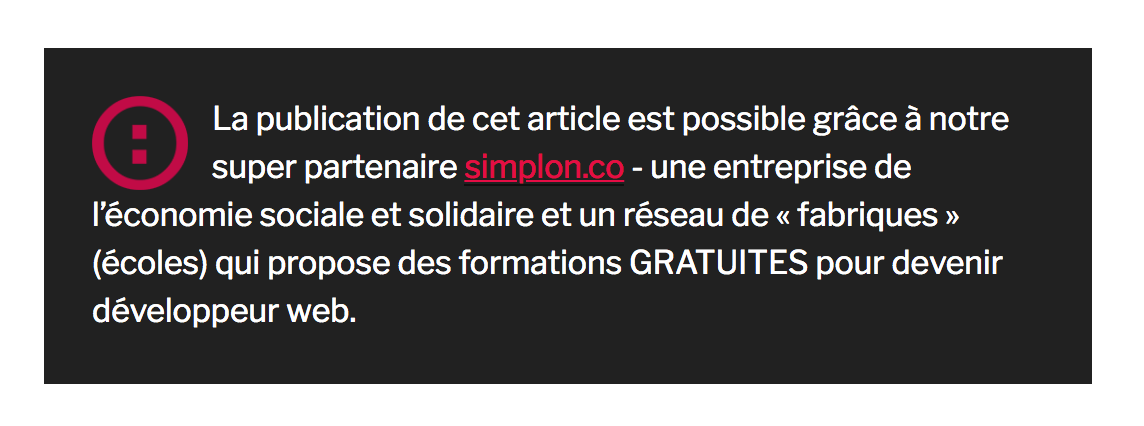 La publication de cet article est possible grâce à notre
super partenaire simplon.co - une entreprise de
l’économie sociale et solidaire et un réseau de « fabriques »
(écoles) qui propose des formations GRATUITES pour devenir
développeur web.